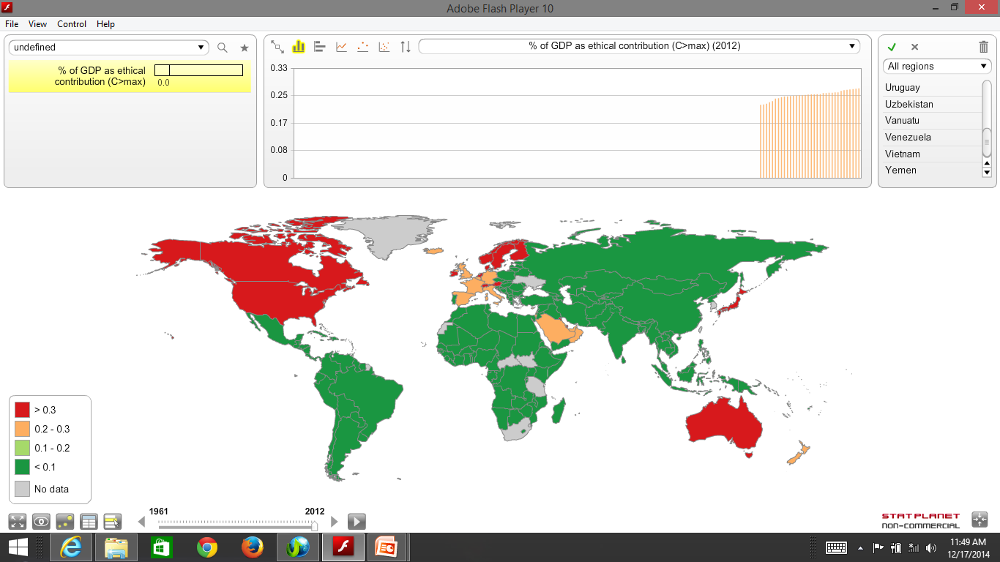 Adobe Flash Player 10
File View Control Help
undefined
% of GDP as ethical
contribution (C>max)
0.0
% of GDP as ethical contribution (C>max) (2012)
0.33
0.25
0.17
0.08
0
All regions
Uruguay
Uzbekistan
Vanuatu
Venezuela
Vietnam
Yemen
> 0.3
0.2 - 0.3
0.1 - 0.2
< 0.1
No data
1961
2012
STATPLANET
NON-COMMERCIAL
11:49 AM
12/17/2014